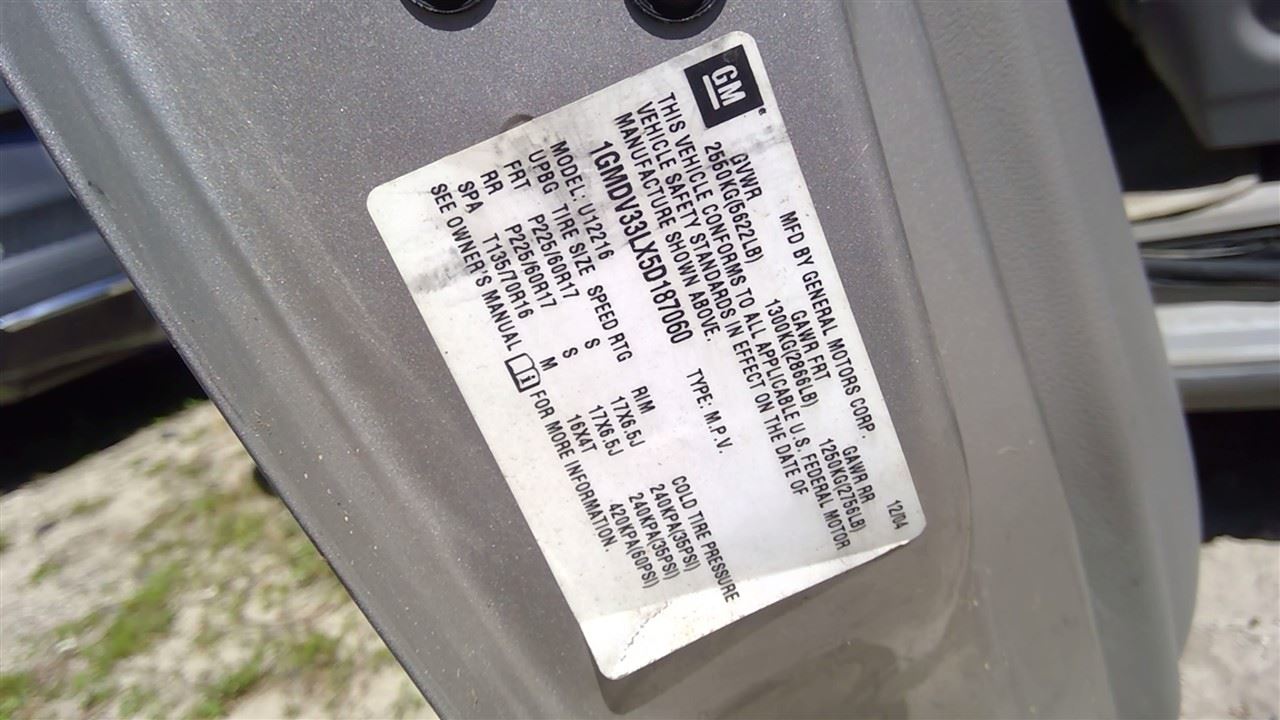 GM
MFD BY GENERAL MOTORS CORP. 12/04
GVWR GAWR FRT GAWR RR
2550KG(5622LB) 1300KG(2866LB) 1250KG(2756LB)
THIS VEHICLE CONFORMS TO ALL APPLICABLE U.S. FEDERAL MOTOR
VEHICLE SAFETY STANDARDS IN EFFECT ON THE DATE OF
MANUFACTURE SHOWN ABOVE.
1GMDV33LX5D187060 TYPE: M.P.V.
MODEL: U12216
UPBG TIRE SIZE SPEED RTG RIM COLD TIRE PRESSURE
FRT P225/60R17 S 17X6.5J 240KPA(35PSI)
RR P225/60R17 S 17X6.5J 240KPA(35PSI)
SPA T135/70R16 M 16X4T 420KPA(60PSI)
SEE OWNER'S MANUAL i FOR MORE INFORMATION.